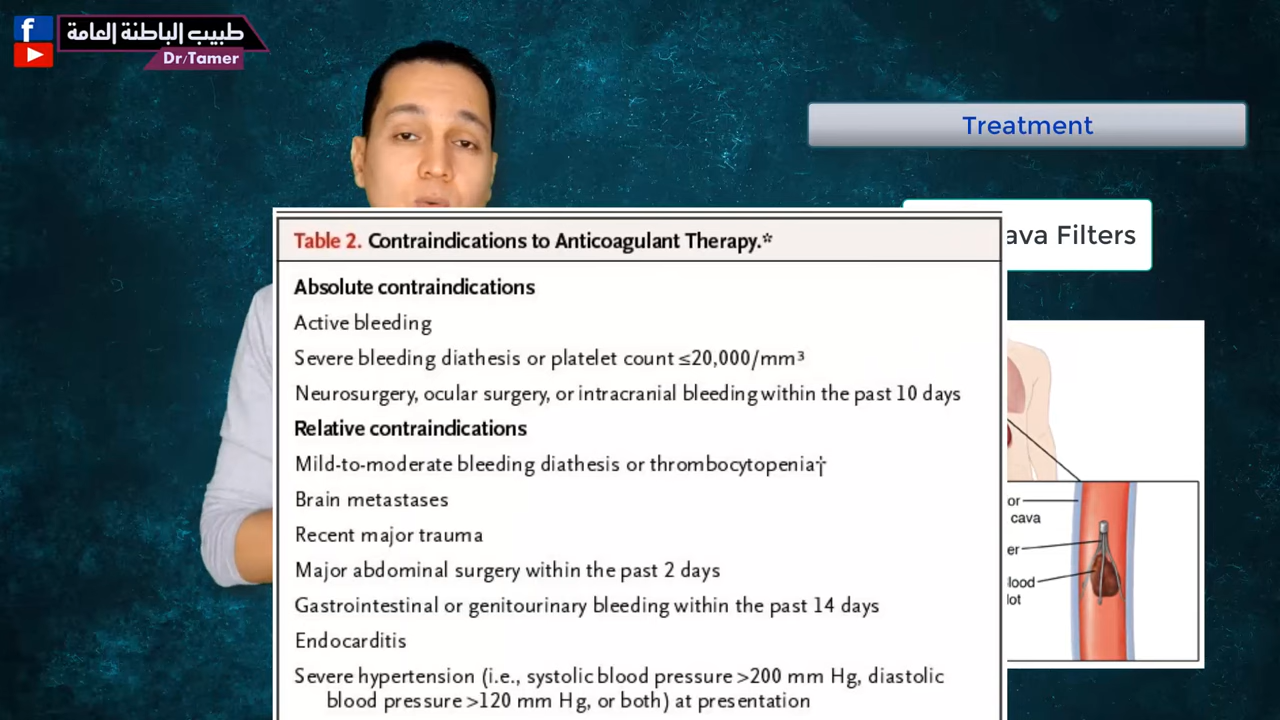 f
طبيب الباطنة العامة
Dr/Tamer
Treatment
ava Filters
Table 2. Contraindications to Anticoagulant Therapy.*
Absolute contraindications
Active bleeding
Severe bleeding diathesis or platelet count ≤20,000/mm³
Neurosurgery, ocular surgery, or intracranial bleeding within the past 10 days
Relative contraindications
Mild-to-moderate bleeding diathesis or thrombocytopenia†
Brain metastases
Recent major trauma
Major abdominal surgery within the past 2 days
Gastrointestinal or genitourinary bleeding within the past 14 days
Endocarditis
Severe hypertension (i.e., systolic blood pressure >200 mm Hg, diastolic
blood pressure >120 mm Hg, or both) at presentation
or
cava
er
lood
lot